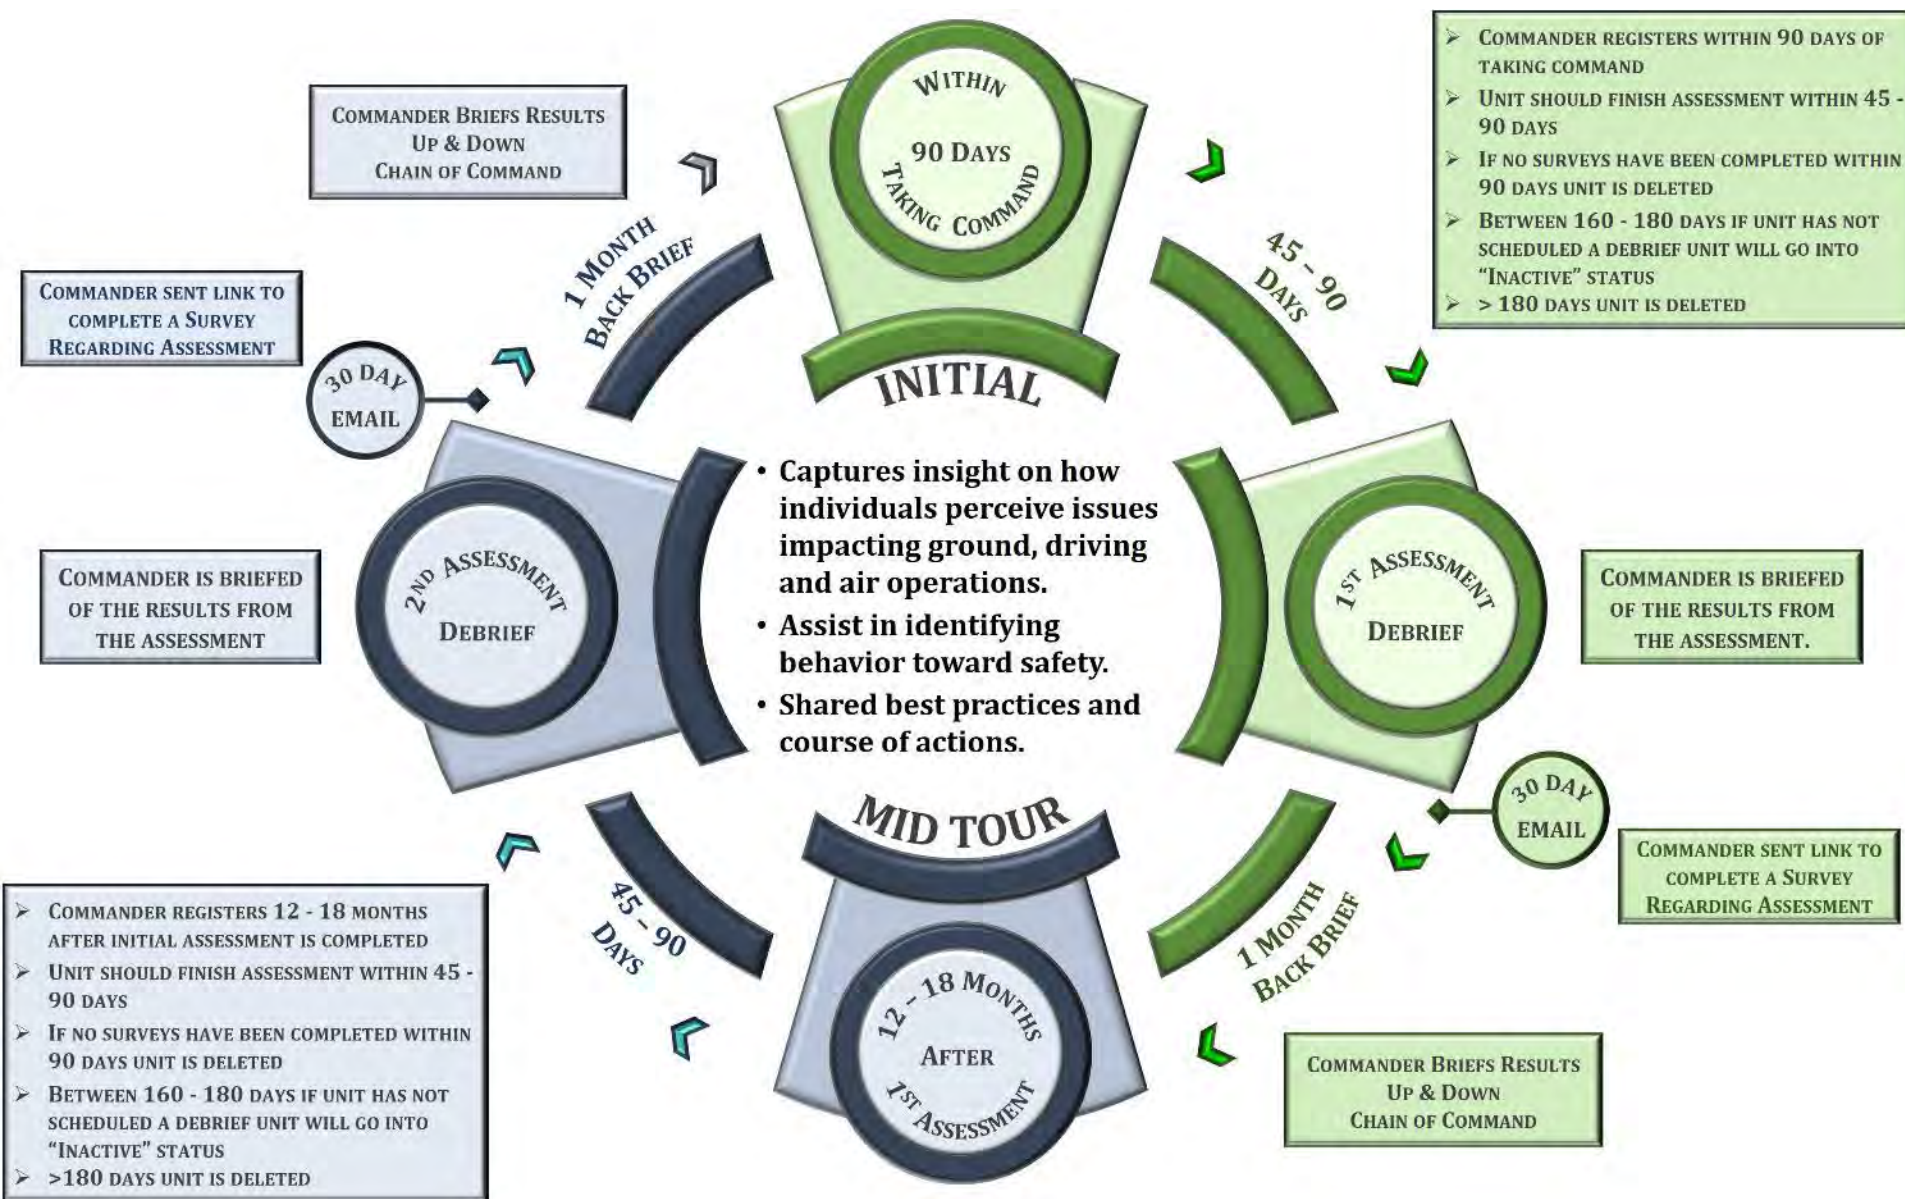 WITHIN
90 DAYS
TAKING COMMAND
INITIAL
COMMANDER REGISTERS WITHIN 90 DAYS OF
TAKING COMMAND
UNIT SHOULD FINISH ASSESSMENT WITHIN 45 -
90 DAYS
IF NO SURVEYS HAVE BEEN COMPLETED WITHIN
90 DAYS UNIT IS DELETED
BETWEEN 160 - 180 DAYS IF UNIT HAS NOT
SCHEDULED A DEBRIEF UNIT WILL GO INTO
“INACTIVE” STATUS
> 180 DAYS UNIT IS DELETED
45 – 90
DAYS
1ST ASSESSMENT
DEBRIEF
COMMANDER IS BRIEFED
OF THE RESULTS FROM
THE ASSESSMENT.
30 DAY
EMAIL
COMMANDER SENT LINK TO
COMPLETE A SURVEY
REGARDING ASSESSMENT
1 MONTH
BACK BRIEF
COMMANDER BRIEFS RESULTS
UP & DOWN
CHAIN OF COMMAND
MID TOUR
12 – 18 MONTHS
AFTER
1ST ASSESSMENT
COMMANDER REGISTERS 12 - 18 MONTHS
AFTER INITIAL ASSESSMENT IS COMPLETED
UNIT SHOULD FINISH ASSESSMENT WITHIN 45 -
90 DAYS
IF NO SURVEYS HAVE BEEN COMPLETED WITHIN
90 DAYS UNIT IS DELETED
BETWEEN 160 - 180 DAYS IF UNIT HAS NOT
SCHEDULED A DEBRIEF UNIT WILL GO INTO
“INACTIVE” STATUS
>180 DAYS UNIT IS DELETED
45 – 90
DAYS
2ND ASSESSMENT
DEBRIEF
COMMANDER IS BRIEFED
OF THE RESULTS FROM
THE ASSESSMENT
30 DAY
EMAIL
COMMANDER SENT LINK TO
COMPLETE A SURVEY
REGARDING ASSESSMENT
1 MONTH
BACK BRIEF
COMMANDER BRIEFS RESULTS
UP & DOWN
CHAIN OF COMMAND
• Captures insight on how
individuals perceive issues
impacting ground, driving
and air operations.
• Assist in identifying
behavior toward safety.
• Shared best practices and
course of actions.